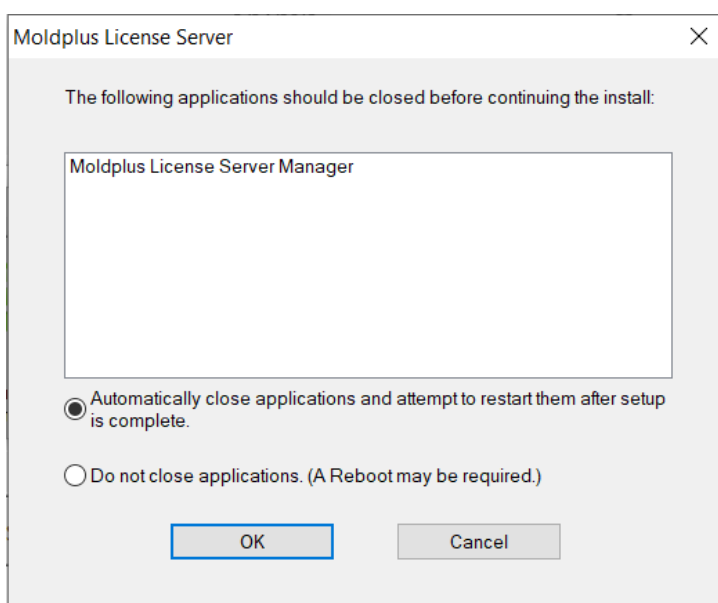 Moldplus License Server
The following applications should be closed before continuing the install:
Moldplus License Server Manager
Automatically close applications and attempt to restart them after setup
is complete.
Do not close applications. (A Reboot may be required.)
OK
Cancel